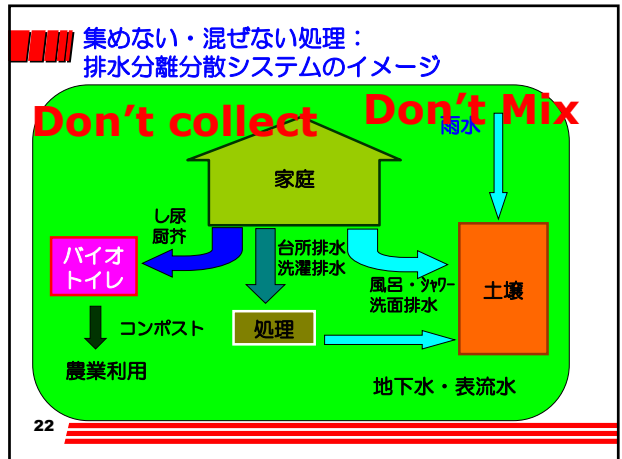 集めない・混ぜない処理：
排水分離分散システムのイメージ
Don't collect
Don't Mix
雨水
家庭
し尿
厨芥
台所排水
洗濯排水
バイオ
トイレ
風呂・ｼｬﾜｰ
洗面排水
土壌
コンポスト
処理
農業利用
地下水・表流水
22